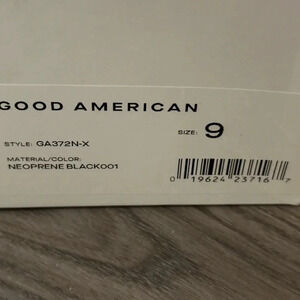 GOOD AMERICAN
STYLE: GA372N-X
SIZE: 9
MATERIAL/COLOR:
NEOPRENE BLACK001
0 19624 23716 7